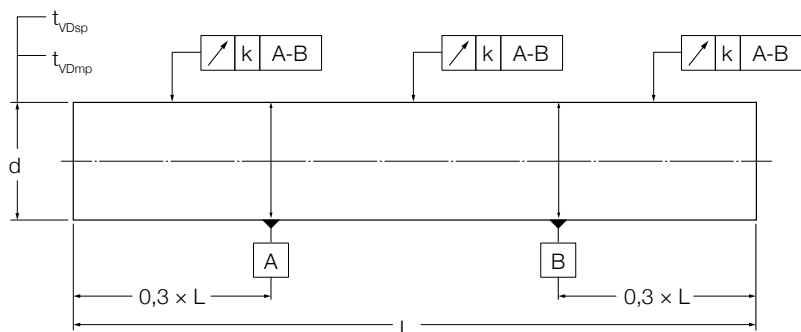 t_VDsp
t_VDmp
k A-B
k A-B
k A-B
d
A
B
0,3 × L
0,3 × L
L